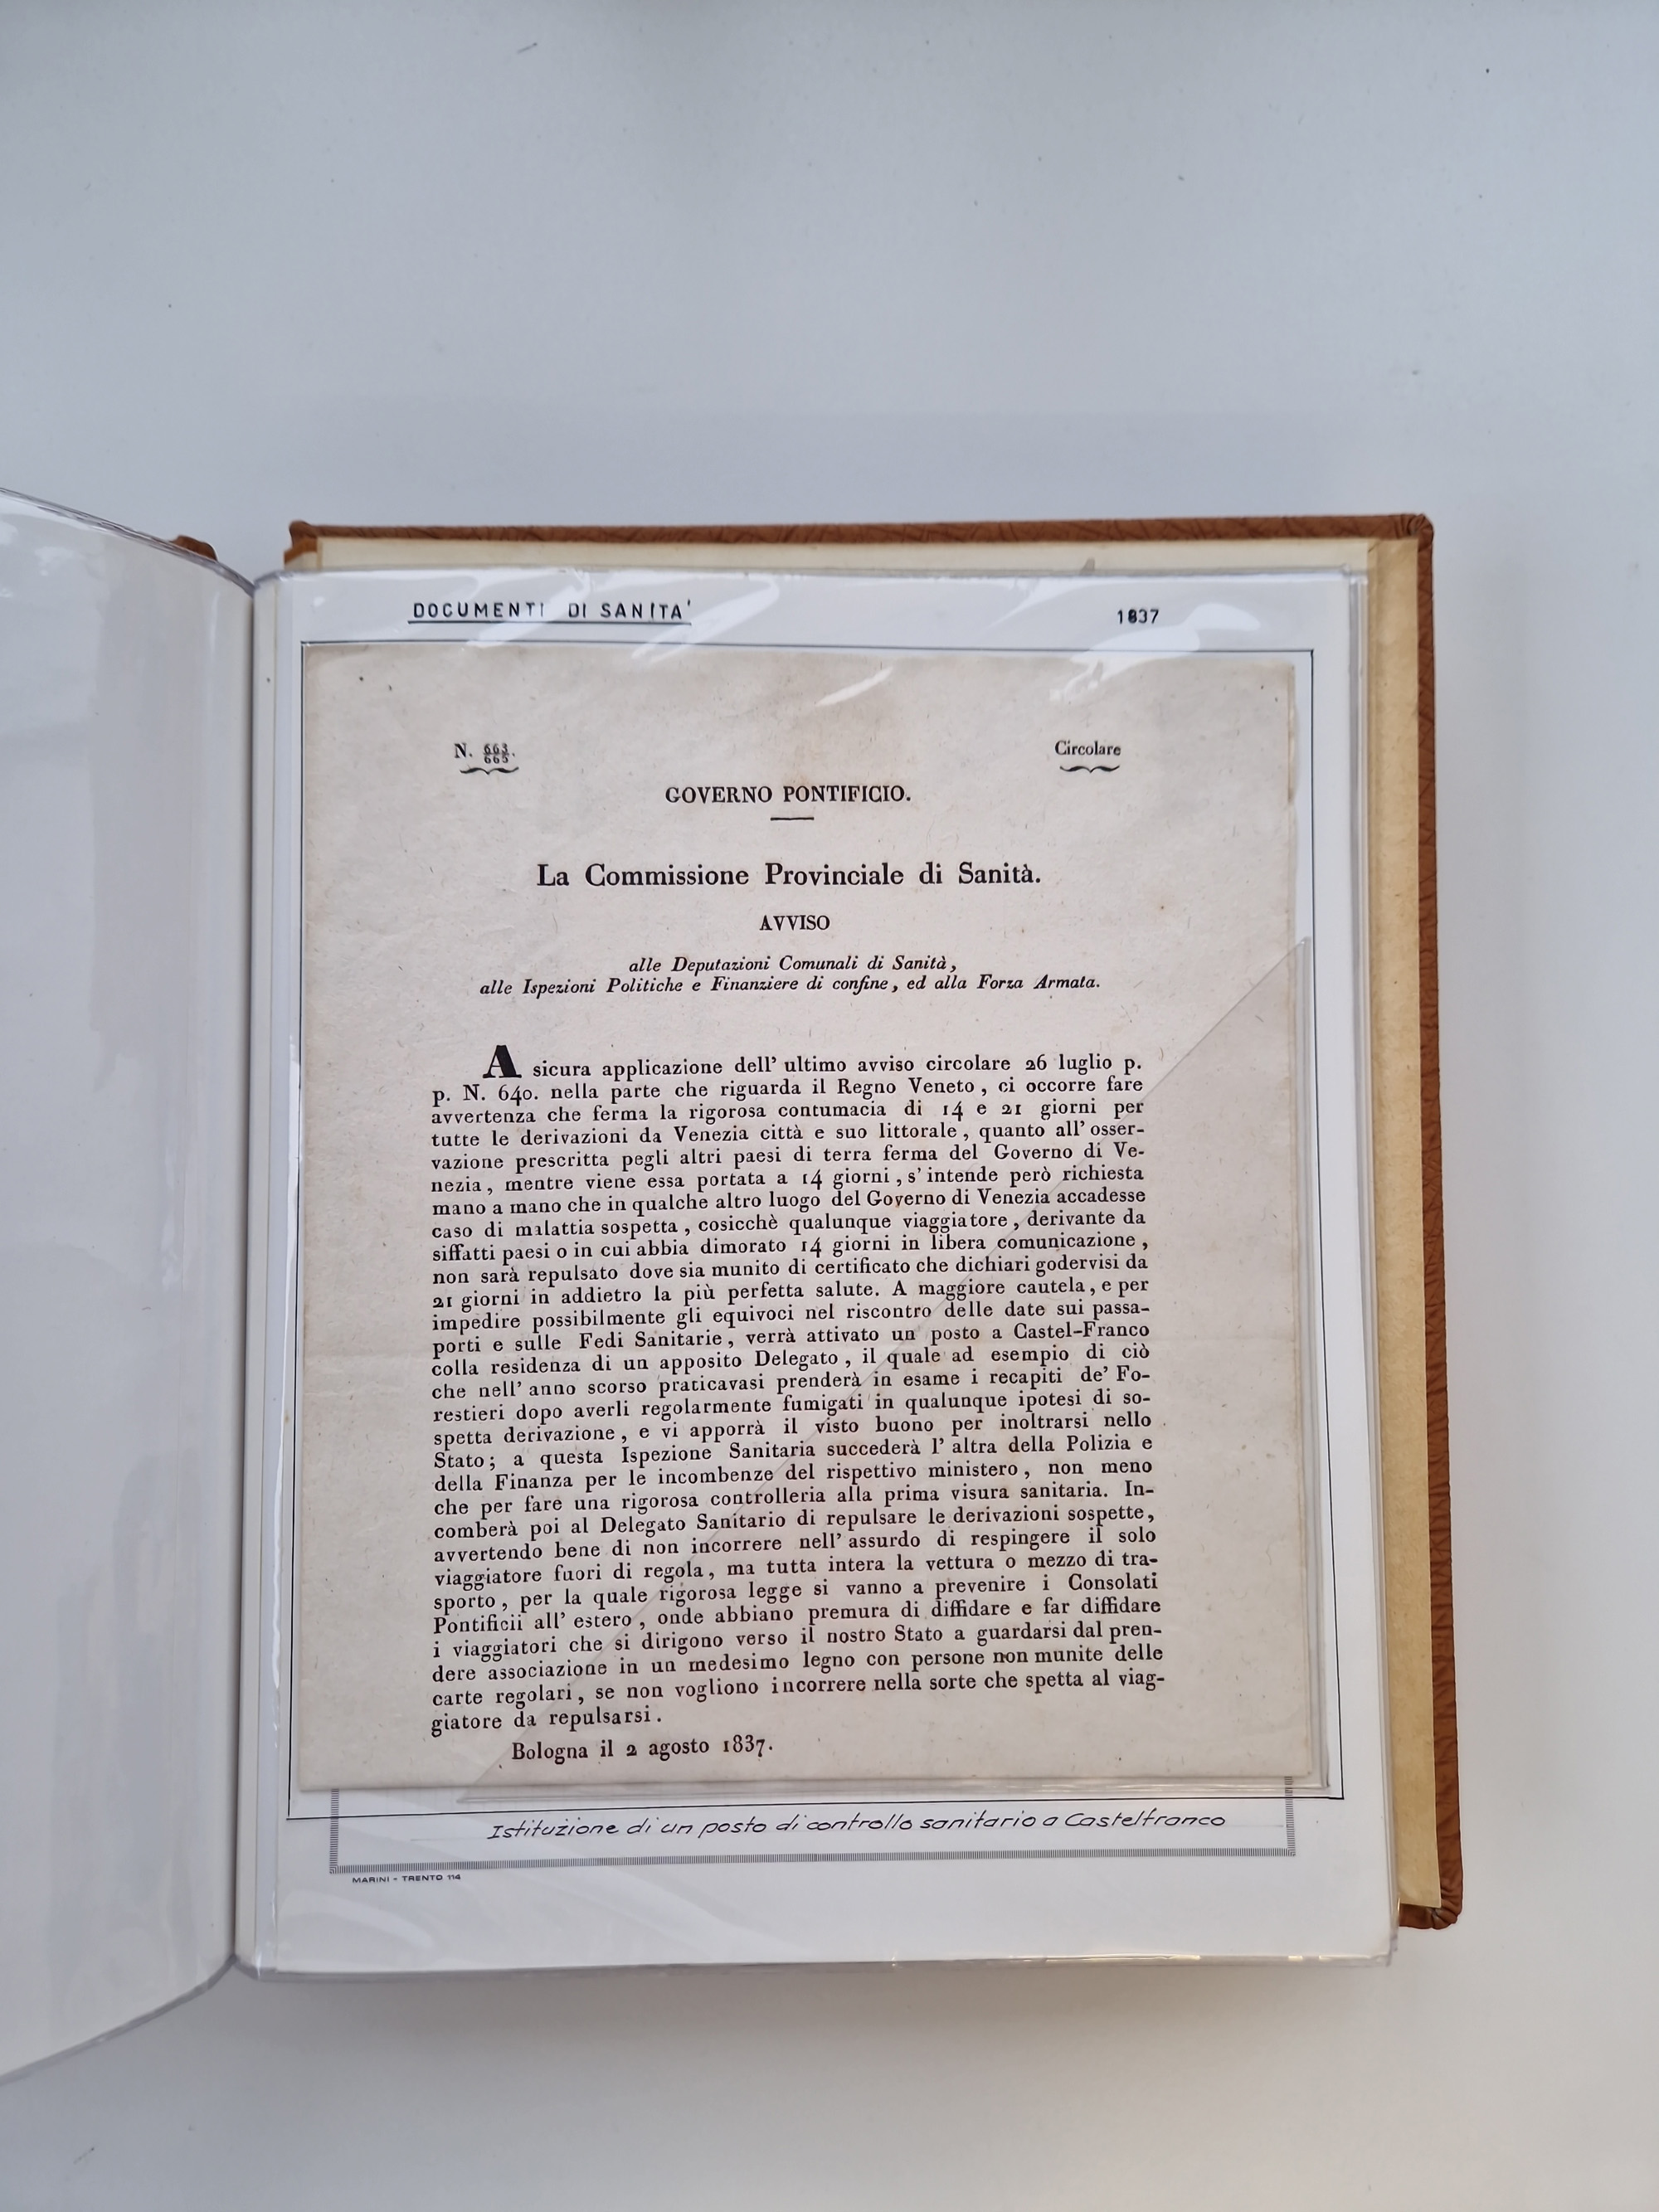 DOCUMENTI DI SANITA'
1837
N. 663/665.
Circolare
GOVERNO PONTIFICIO.
La Commissione Provinciale di Sanità.
AVVISO
alle Deputazioni Comunali di Sanità,
alle Ispezioni Politiche e Finanziere di confine, ed alla Forza Armata.
A sicura applicazione dell' ultimo avviso circolare 26 luglio p.
p. N. 640. nella parte che riguarda il Regno Veneto, ci occorre fare
avvertenza che ferma la rigorosa contumacia di 14 e 21 giorni per
tutte le derivazioni da Venezia città e suo littorale, quanto all' osser-
vazione prescritta pegli altri paesi di terra ferma del Governo di Ve-
nezia, mentre viene essa portata a 14 giorni, s' intende però richiesta
mano a mano che in qualche altro luogo del Governo di Venezia accadesse
caso di malattia sospetta, cosicchè qualunque viaggiatore, derivante da
siffatti paesi o in cui abbia dimorato 14 giorni in libera comunicazione,
non sarà repulsato dove sia munito di certificato che dichiari godervisi da
21 giorni in addietro la più perfetta salute. A maggiore cautela, e per
impedire possibilmente gli equivoci nel riscontro delle date sui passa-
porti e sulle Fedi Sanitarie, verrà attivato un posto a Castel-Franco
colla residenza di un apposito Delegato, il quale ad esempio di ciò
che nell' anno scorso praticavasi prenderà in esame i recapiti de' Fo-
restieri dopo averli regolarmente fumigati in qualunque ipotesi di so-
spetta derivazione, e vi apporrà il visto buono per inoltrarsi nello
Stato; a questa Ispezione Sanitaria succederà l' altra della Polizia e
della Finanza per le incombenze del rispettivo ministero, non meno
che per fare una rigorosa controlleria alla prima visura sanitaria. In-
comberà poi al Delegato Sanitario di repulsare le derivazioni sospette,
avvertendo bene di non incorrere nell' assurdo di respingere il solo
viaggiatore fuori di regola, ma tutta intera la vettura o mezzo di tra-
sporto, per la quale rigorosa legge si vanno a prevenire i Consolati
Pontificii all' estero, onde abbiano premura di diffidare e far diffidare
i viaggiatori che si dirigono verso il nostro Stato a guardarsi dal pren-
dere associazione in un medesimo legno con persone non munite delle
carte regolari, se non vogliono incorrere nella sorte che spetta al viag-
giatore da repulsarsi.
Bologna il 2 agosto 1837.
Istituzione di un posto di controllo sanitario a Castelfranco
MARINI - TRENTO 114